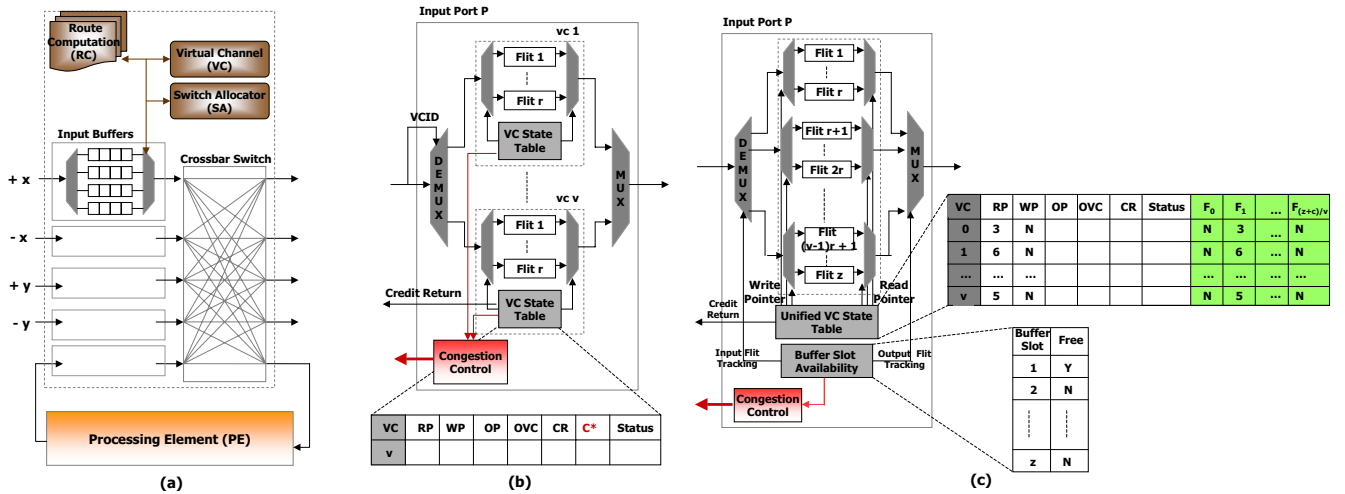 Route
Computation
(RC)
Virtual Channel
(VC)
Switch Allocator
(SA)
Input Buffers
Crossbar Switch
+ x
- x
+ y
- y
Processing Element (PE)
(a)
Input Port P
vc 1
Flit 1
Flit r
VC State
Table
VCID
DEMUX
MUX
vc v
Flit 1
Flit r
VC State
Table
Credit Return
Congestion
Control
VC RP WP OP OVC CR C* Status
v
(b)
Input Port P
Flit 1
Flit r
Flit r+1
Flit 2r
DEMUX
MUX
Flit
(v-1)r + 1
Flit z
Write
Pointer
Read
Pointer
Credit
Return
Unified VC State
Table
Input Flit
Tracking
Buffer Slot
Availability
Output Flit
Tracking
Congestion
Control
VC RP WP OP OVC CR Status F0 F1 ... F(z+c)/v
0 3 N N 3 ... N
1 6 N N 6 ... N
... ... ... ... ... ... ...
v 5 N N 5 ... N
Buffer
Slot Free
1 Y
2 N
z N
(c)